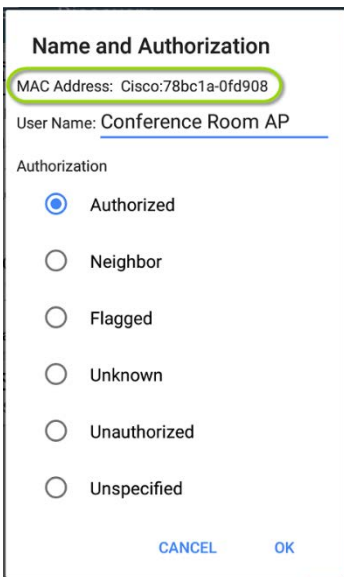 Name and Authorization
MAC Address: Cisco:78bc1a-0fd908
User Name: Conference Room AP
Authorization
Authorized
Neighbor
Flagged
Unknown
Unauthorized
Unspecified
CANCEL OK